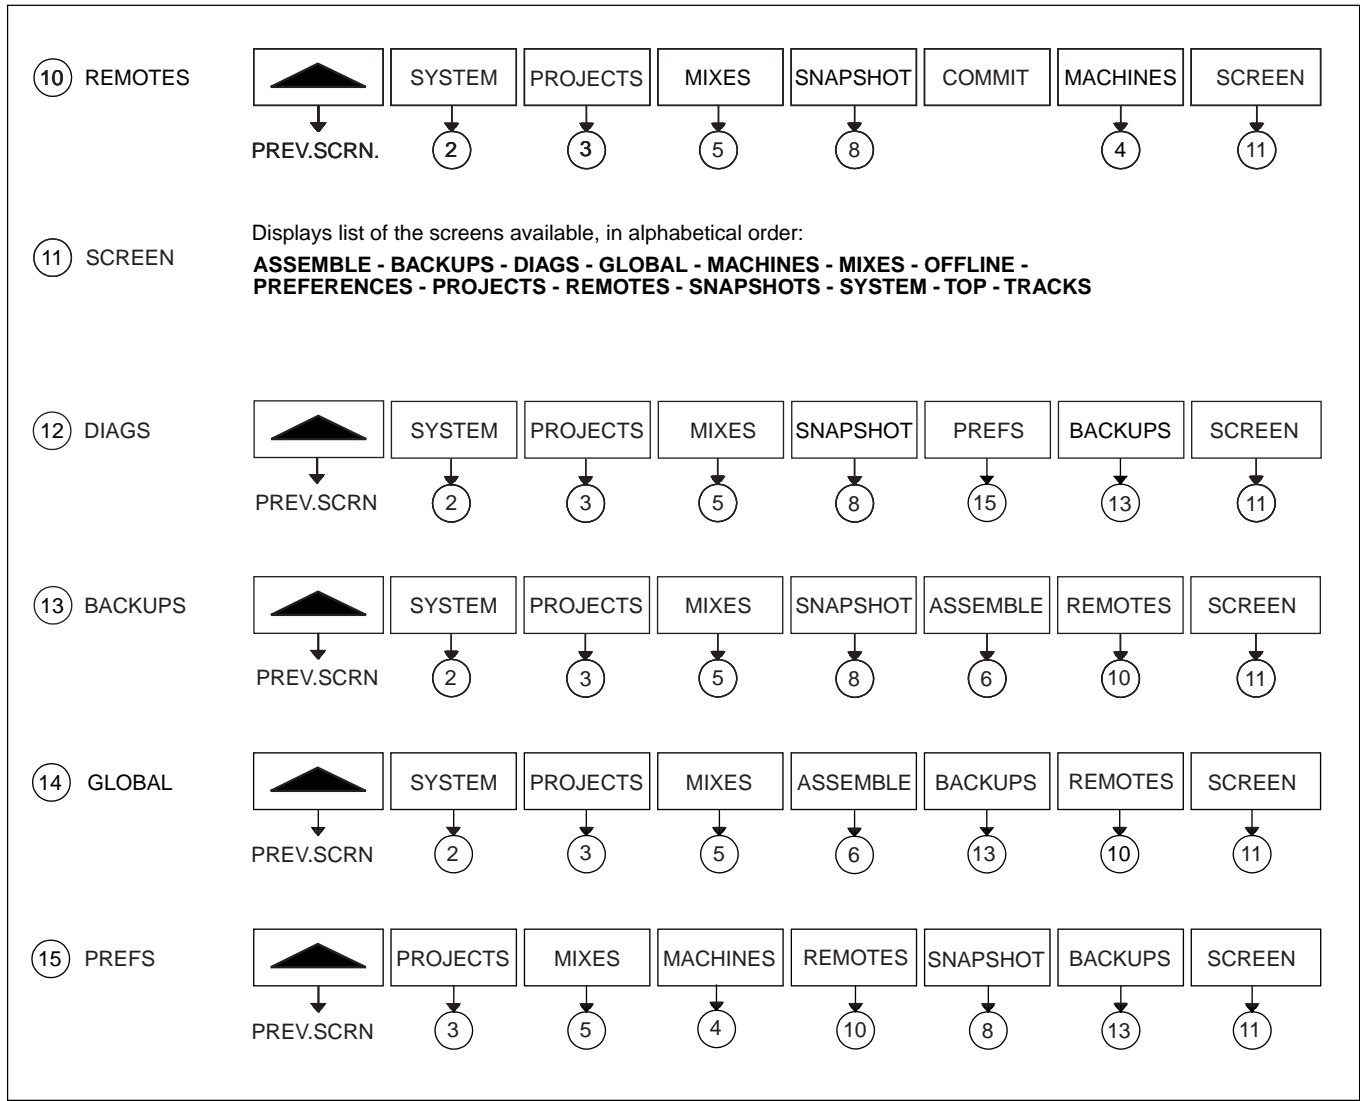 10 REMOTES SYSTEM PROJECTS MIXES SNAPSHOT COMMIT MACHINES SCREEN
PREV.SCRN. 2 3 5 8 4 11
Displays list of the screens available, in alphabetical order:
11 SCREEN
ASSEMBLE - BACKUPS - DIAGS - GLOBAL - MACHINES - MIXES - OFFLINE -
PREFERENCES - PROJECTS - REMOTES - SNAPSHOTS - SYSTEM - TOP - TRACKS
12 DIAGS SYSTEM PROJECTS MIXES SNAPSHOT PREFS BACKUPS SCREEN
PREV.SCRN 2 3 5 8 15 13 11
13 BACKUPS SYSTEM PROJECTS MIXES SNAPSHOT ASSEMBLE REMOTES SCREEN
PREV.SCRN 2 3 5 8 6 10 11
14 GLOBAL SYSTEM PROJECTS MIXES ASSEMBLE BACKUPS REMOTES SCREEN
PREV.SCRN 2 3 5 6 13 10 11
15 PREFS PROJECTS MIXES MACHINES REMOTES SNAPSHOT BACKUPS SCREEN
PREV.SCRN 3 5 4 10 8 13 11